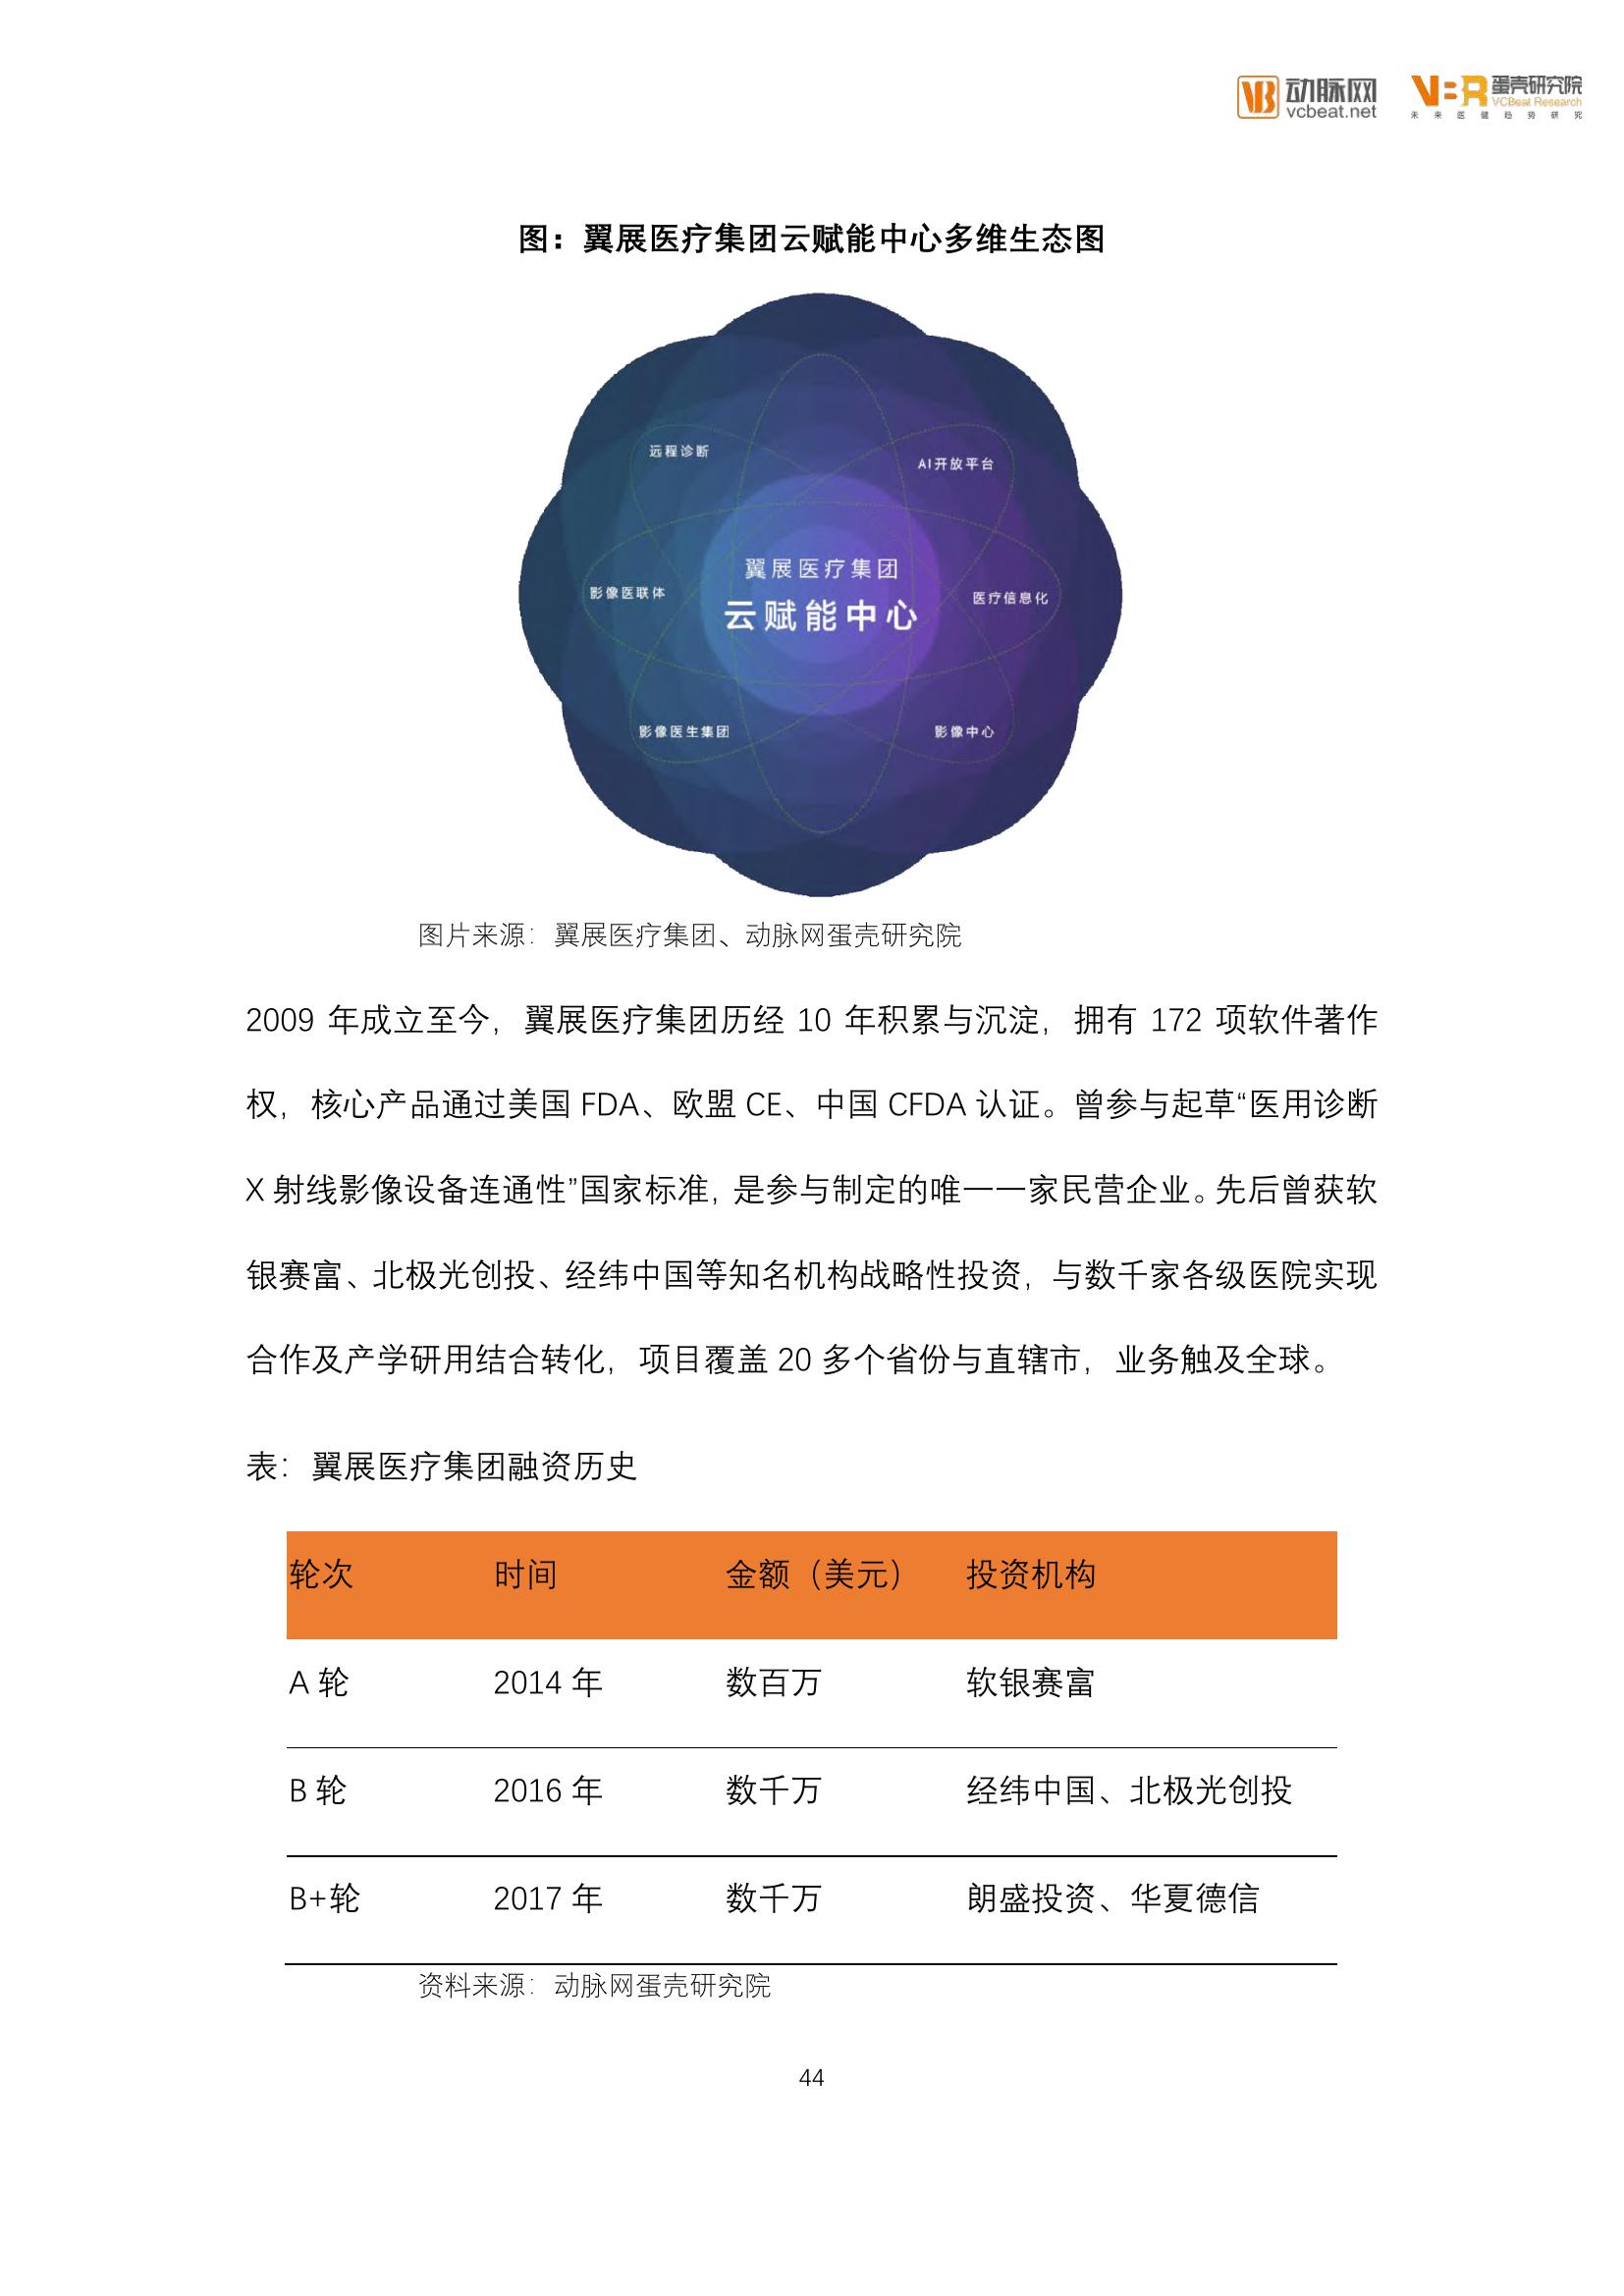 动脉网
vcbeat.net
VBR 蛋壳研究院
VCBeat Research
未来医健趋势研究
图：翼展医疗集团云赋能中心多维生态图
远程诊断
AI开放平台
翼展医疗集团
云赋能中心
影像医联体
医疗信息化
影像医生集团
影像中心
图片来源：翼展医疗集团、动脉网蛋壳研究院
2009 年成立至今，翼展医疗集团历经 10 年积累与沉淀，拥有 172 项软件著作
权，核心产品通过美国 FDA、欧盟 CE、中国 CFDA 认证。曾参与起草“医用诊断
X 射线影像设备连通性”国家标准，是参与制定的唯一一家民营企业。先后曾获软
银赛富、北极光创投、经纬中国等知名机构战略性投资，与数千家各级医院实现
合作及产学研用结合转化，项目覆盖 20 多个省份与直辖市，业务触及全球。
表：翼展医疗集团融资历史
轮次 时间 金额（美元） 投资机构
A 轮 2014 年 数百万 软银赛富
B 轮 2016 年 数千万 经纬中国、北极光创投
B+轮 2017 年 数千万 朗盛投资、华夏德信
资料来源：动脉网蛋壳研究院
44